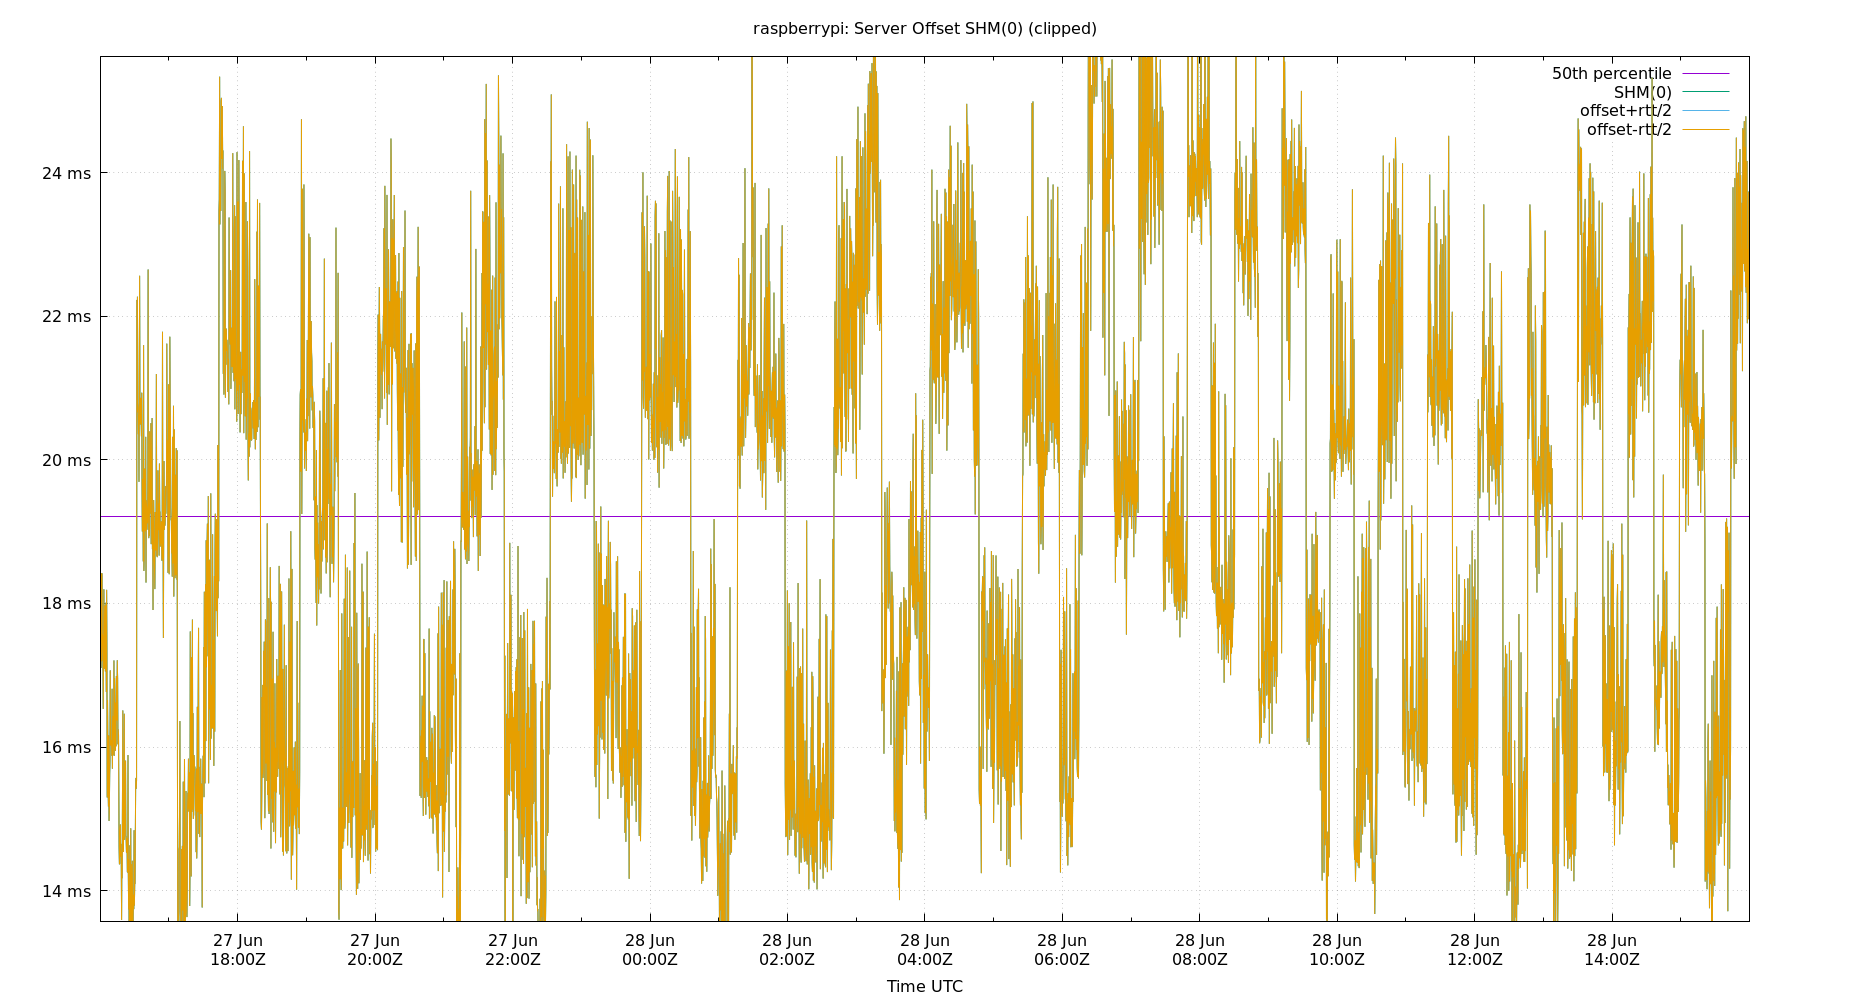 raspberrypi: Server Offset SHM(0) (clipped)
50th percentile
SHM(0)
offset+rtt/2
offset-rtt/2
24 ms
22 ms
20 ms
18 ms
16 ms
14 ms
27 Jun 27 Jun 27 Jun 28 Jun 28 Jun 28 Jun 28 Jun 28 Jun 28 Jun 28 Jun 28 Jun
18:00Z 20:00Z 22:00Z 00:00Z 02:00Z 04:00Z 06:00Z 08:00Z 10:00Z 12:00Z 14:00Z
Time UTC